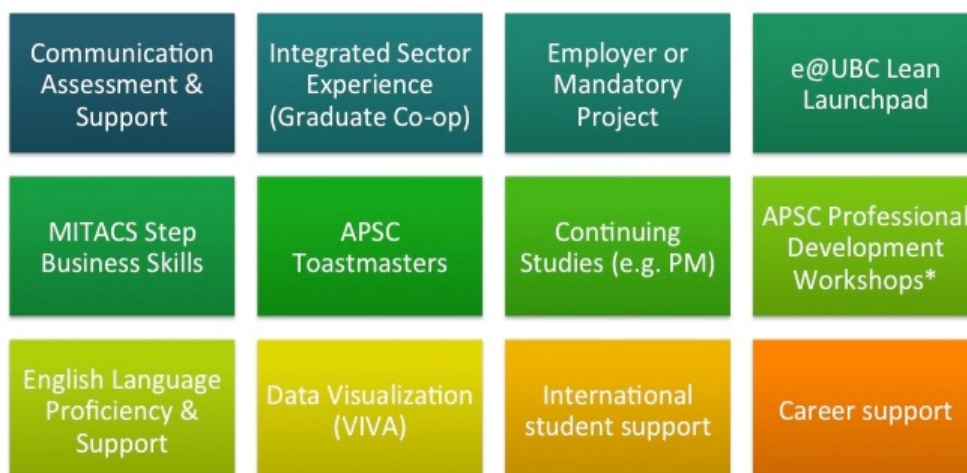 Communication
Assessment &
Support
Integrated Sector
Experience
(Graduate Co-op)
Employer or
Mandatory
Project
e@UBC Lean
Launchpad
MITACS Step
Business Skills
APSC
Toastmasters
Continuing
Studies (e.g. PM)
APSC Professional
Development
Workshops*
English Language
Proficiency &
Support
Data Visualization
(VIVA)
International
student support
Career support